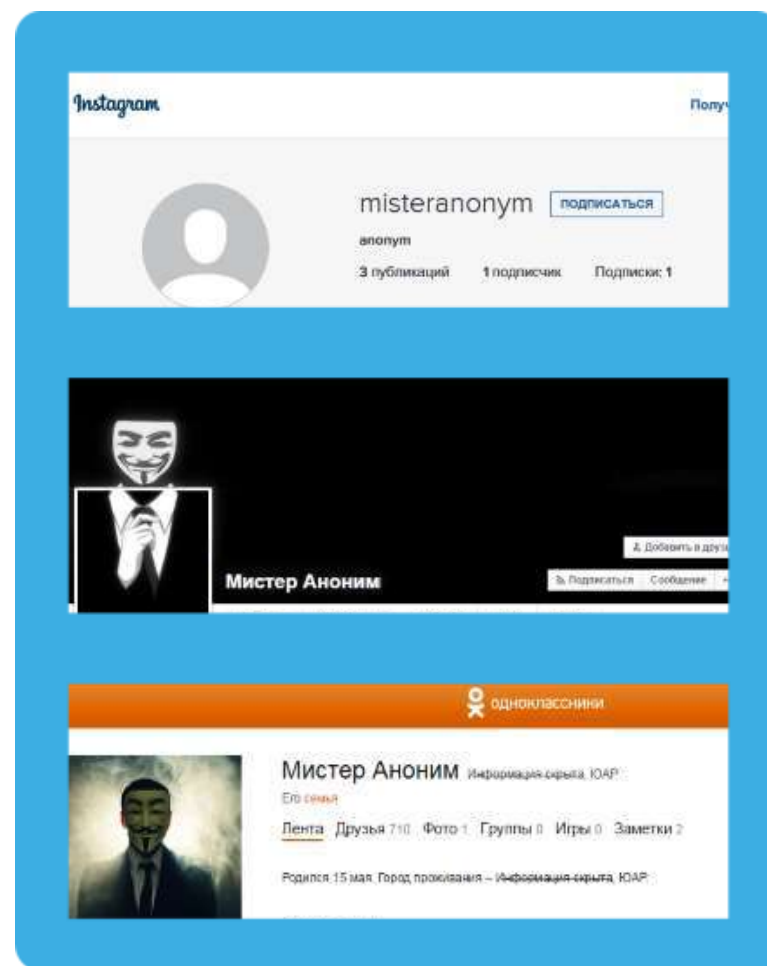 Instagram
Получ
misteranonym ПОДПИСАТЬСЯ
anonym
3 публикаций 1 подписчик Подписки: 1
Добавить в друзь
Мистер Аноним Подписаться Сообщение
одноклассники
Мистер Аноним Информация скрыта, ЮАР
Его семья
Лента Друзья 710 Фото 1 Группы 0 Игры 0 Заметки 2
Родился 15 мая. Город проживания – Информация скрыта, ЮАР